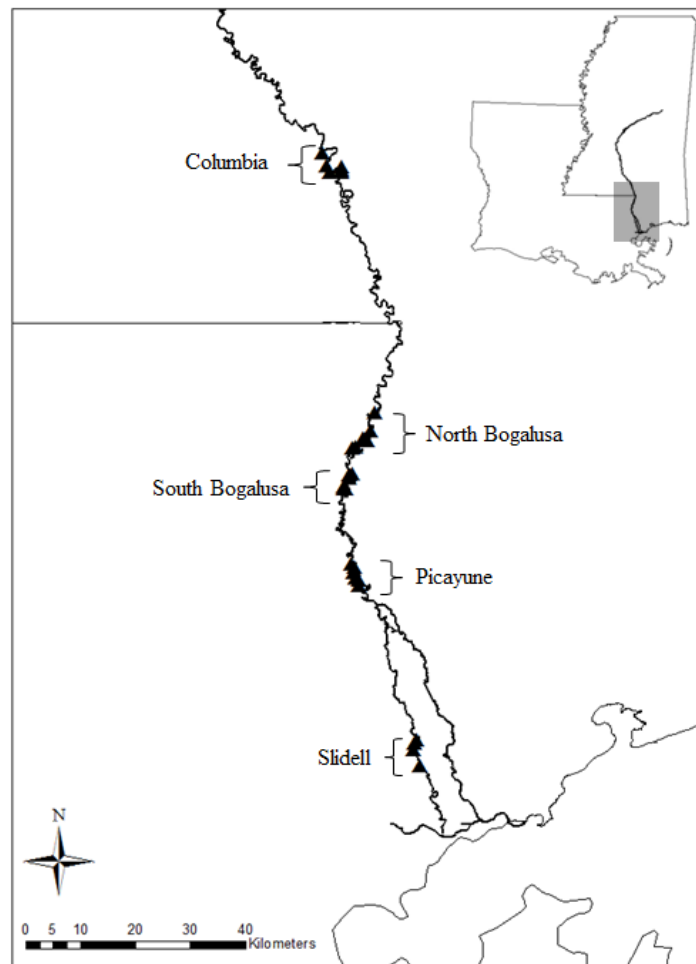 Columbia
North Bogalusa
South Bogalusa
Picayune
Slidell
N
0 5 10 20 30 40
Kilometers